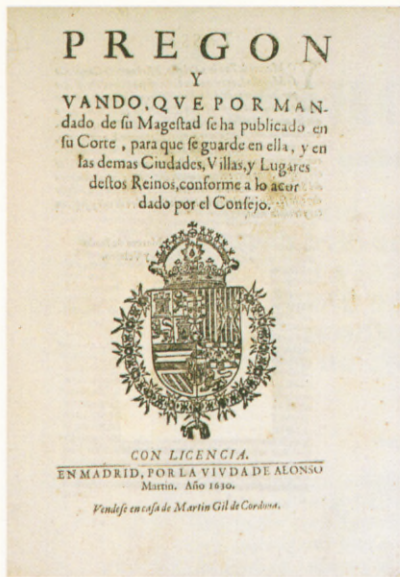 PREGON
Y
VANDO, QVE POR MAN-
dado de su Magestad se ha publicado en
su Corte, para que se guarde en ella, y en
las demas Ciudades, Villas, y Lugares
destos Reinos, conforme a lo acor
dado por el Consejo.
CON LICENCIA.
EN MADRID, POR LA VIVDA DE ALONSO
Martin. Año 1630.
Vendese en casa de Martin Gil de Cordoua.